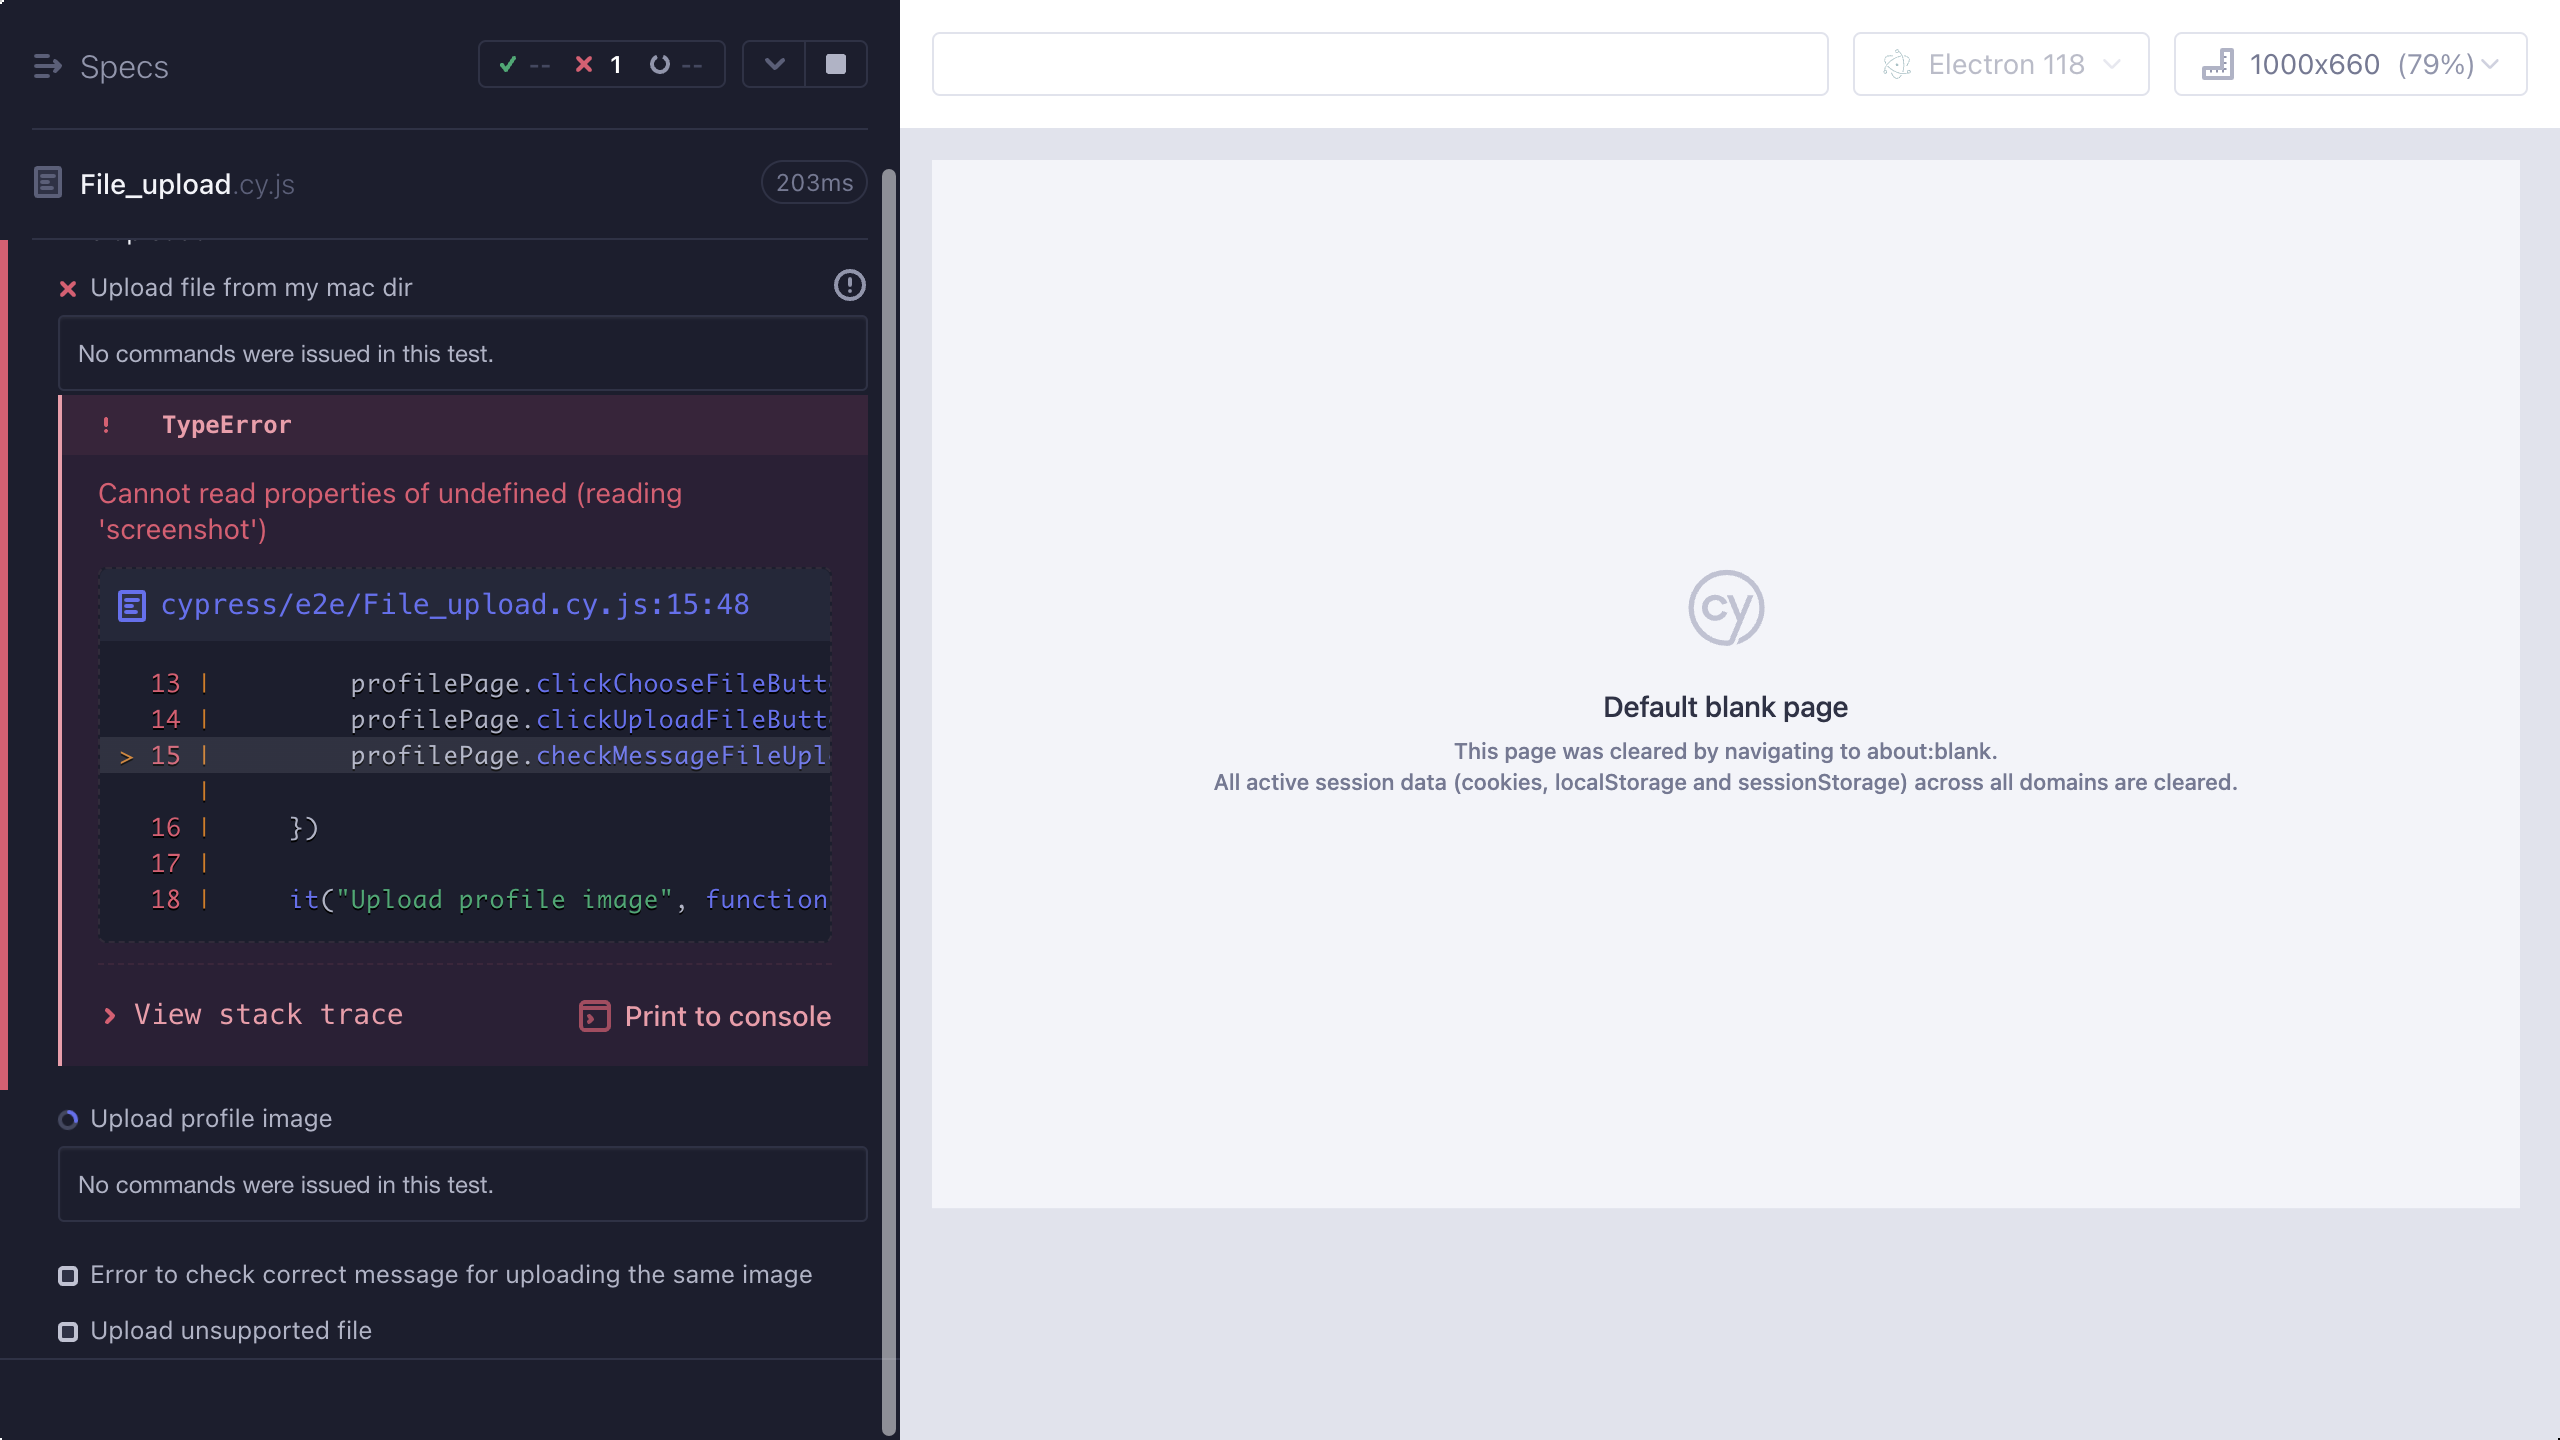 Specs
-- 1 --
File_upload.cy.js
203ms
Upload file from my mac dir
No commands were issued in this test.
! TypeError
Cannot read properties of undefined (reading
'screenshot')
cypress/e2e/File_upload.cy.js:15:48
13 | profilePage.clickChooseFileButt
14 | profilePage.clickUploadFileButt
> 15 | profilePage.checkMessageFileUpl
|
16 | })
17 |
18 | it("Upload profile image", function
View stack trace
Print to console
Upload profile image
No commands were issued in this test.
Error to check correct message for uploading the same image
Upload unsupported file
Electron 118
1000x660 (79%)
cy
Default blank page
This page was cleared by navigating to about:blank.
All active session data (cookies, localStorage and sessionStorage) across all domains are cleared.